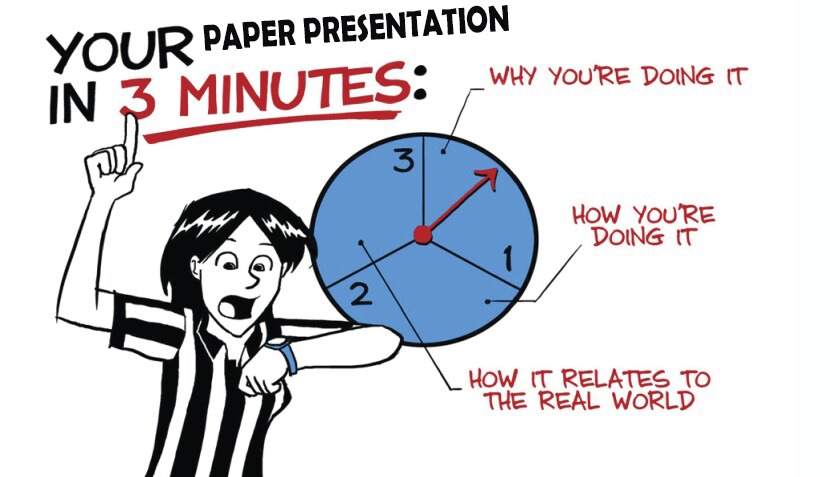 YOUR PAPER PRESENTATION
IN 3 MINUTES:
WHY YOU'RE DOING IT
3
HOW YOU'RE
DOING IT
1
2
HOW IT RELATES TO
THE REAL WORLD